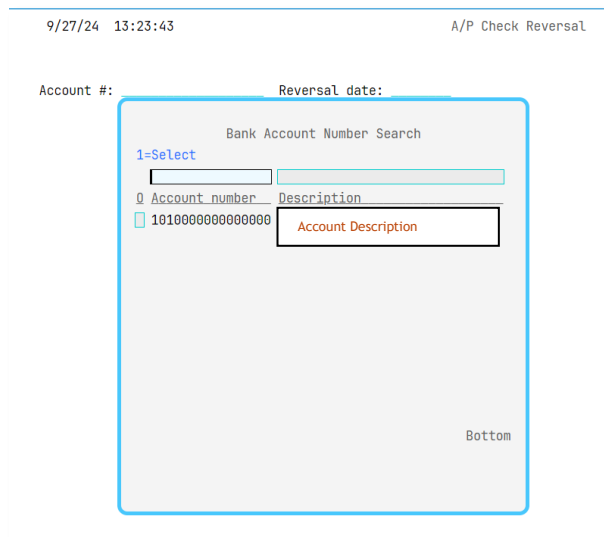 9/27/24 13:23:43 A/P Check Reversal
Account #: Reversal date:
Bank Account Number Search
1=Select
O Account number Description
1010000000000000 Account Description
Bottom